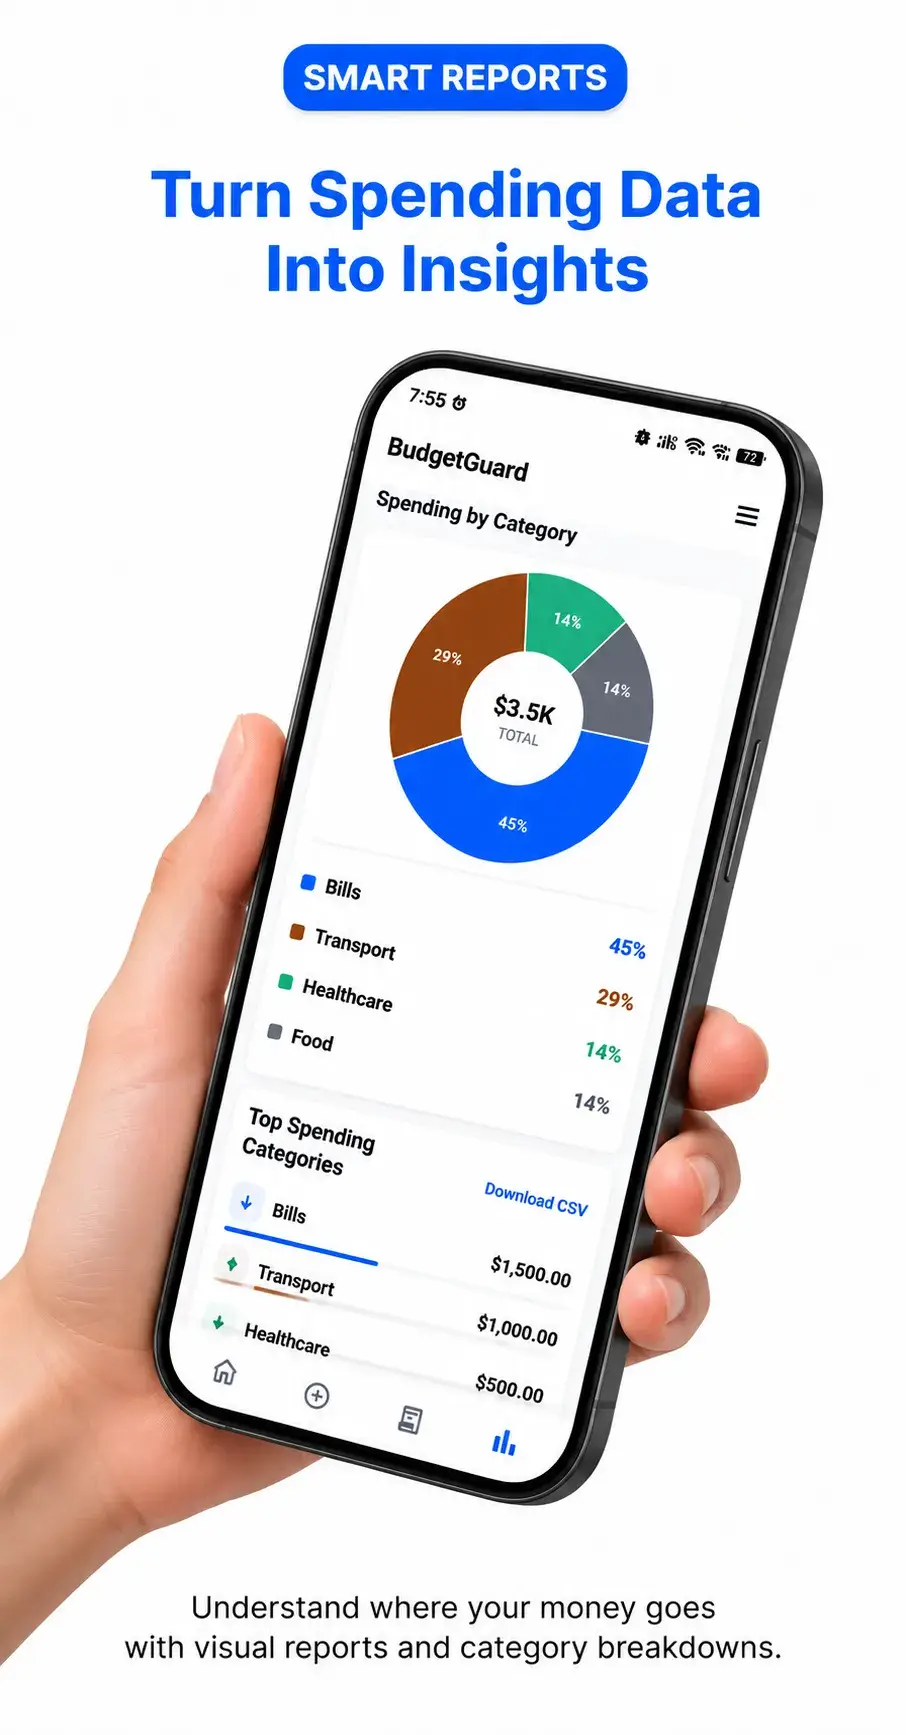 SMART REPORTS
Turn Spending Data
Into Insights
7:55
72
BudgetGuard
Spending by Category
14%
29%
14%
$3.5K
TOTAL
45%
Bills
45%
Transport
29%
Healthcare
14%
Food
14%
Top Spending
Categories
Download CSV
Bills
$1,500.00
Transport
$1,000.00
Healthcare
$500.00
Understand where your money goes
with visual reports and category breakdowns.